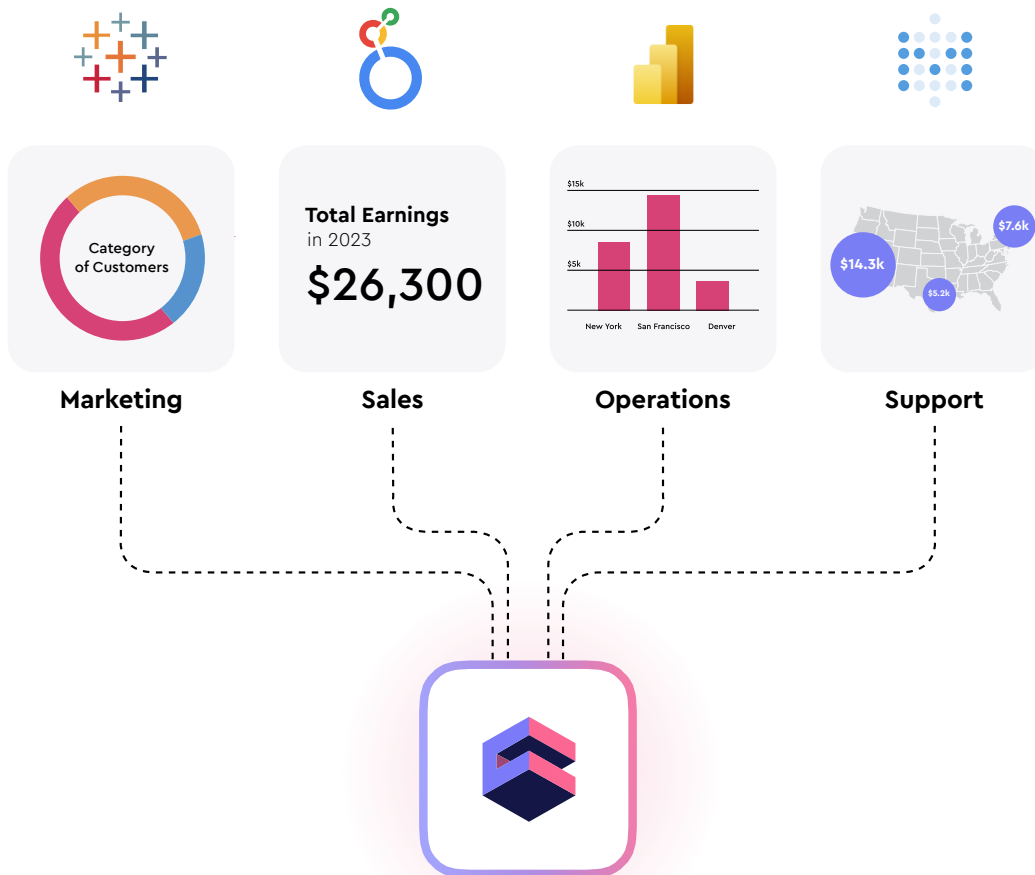 Category
of Customers
Total Earnings
in 2023
$26,300
$15k
$10k
$5k
New York San Francisco Denver
$7.6k
$14.3k
$5.2k
Marketing
Sales
Operations
Support